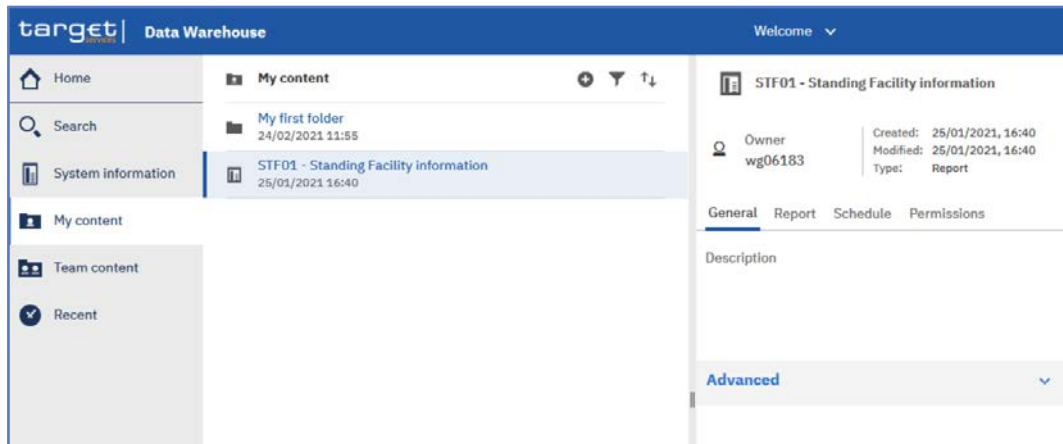 target services Data Warehouse Welcome
Home
Search
System information
My content
Team content
Recent
My content
My first folder
24/02/2021 11:55
STF01 - Standing Facility information
25/01/2021 16:40
STF01 - Standing Facility information
Owner
wg06183
Created: 25/01/2021, 16:40
Modified: 25/01/2021, 16:40
Type: Report
General Report Schedule Permissions
Description
Advanced